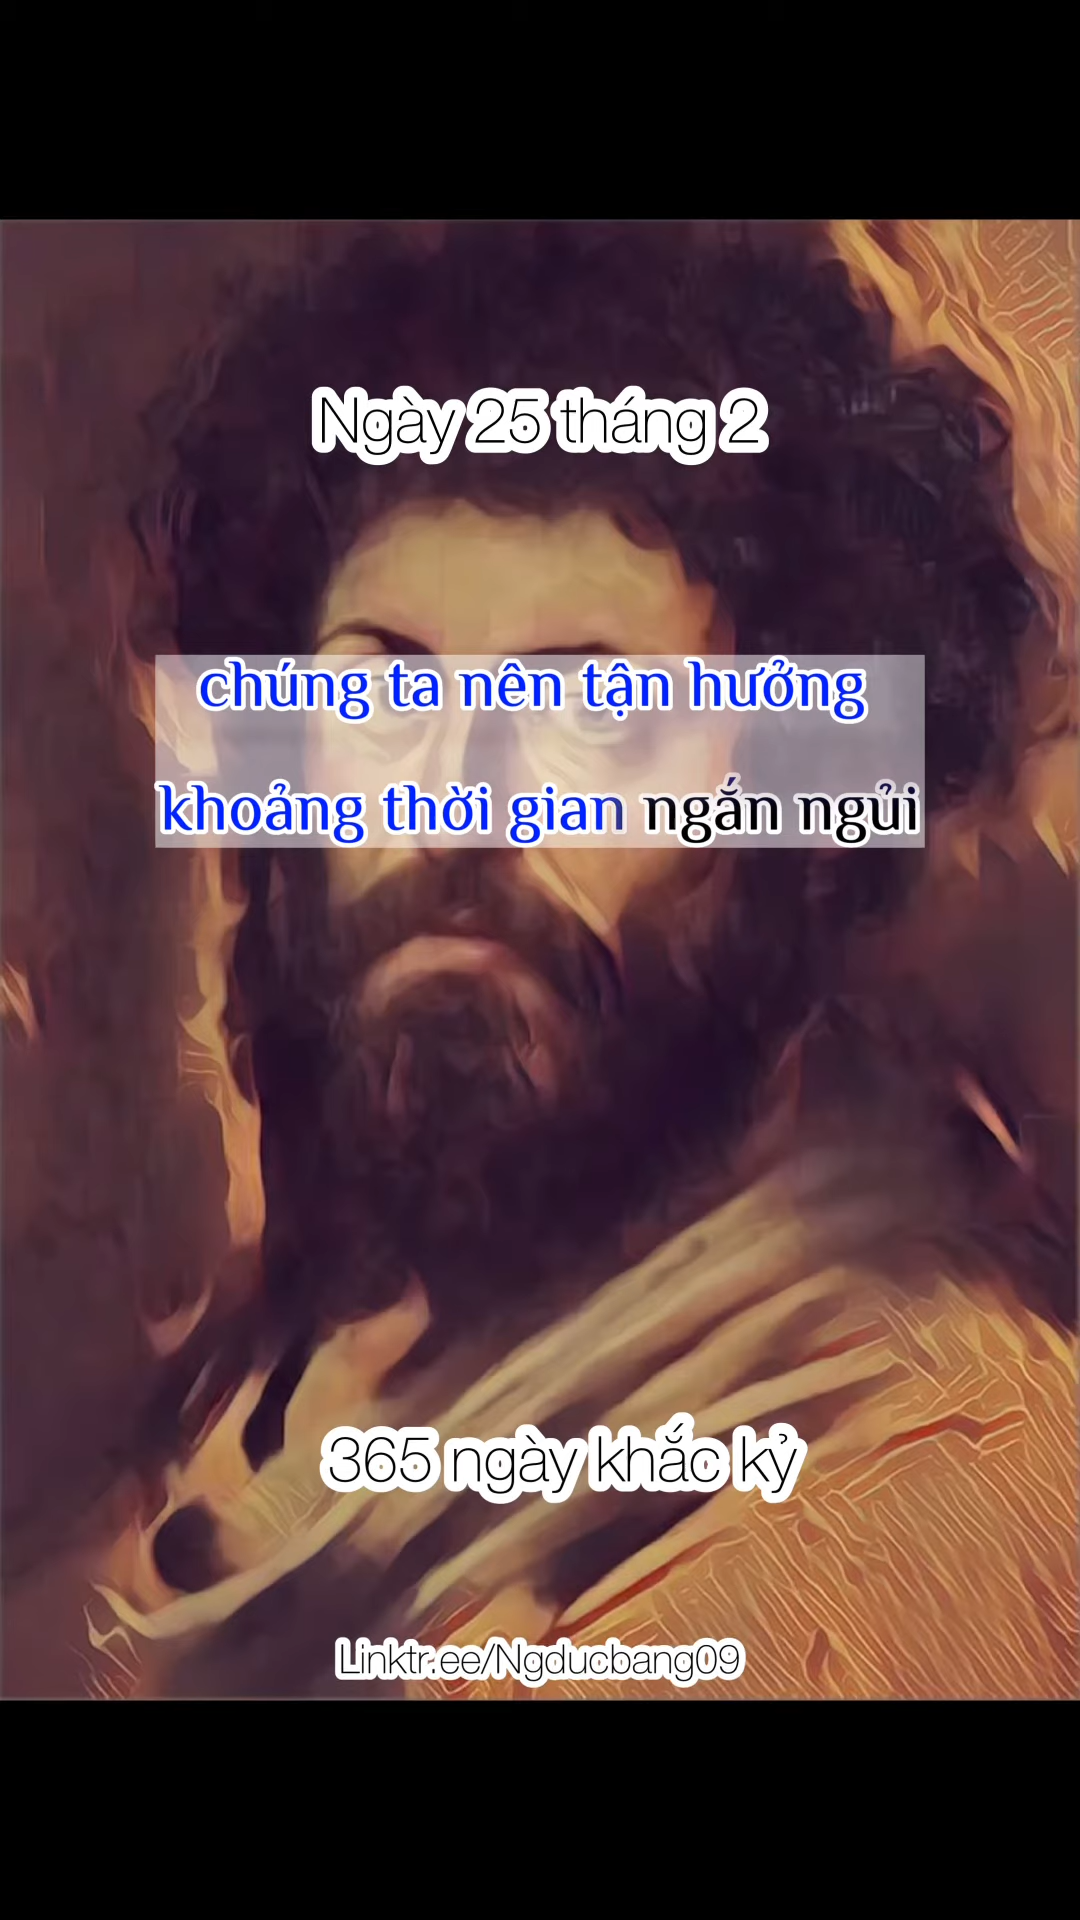 Ngày 25 tháng 2
chúng ta nên tận hưởng
khoảng thời gian ngắn ngủi
365 ngày khắc kỷ
Linktr.ee/Ngducbang09